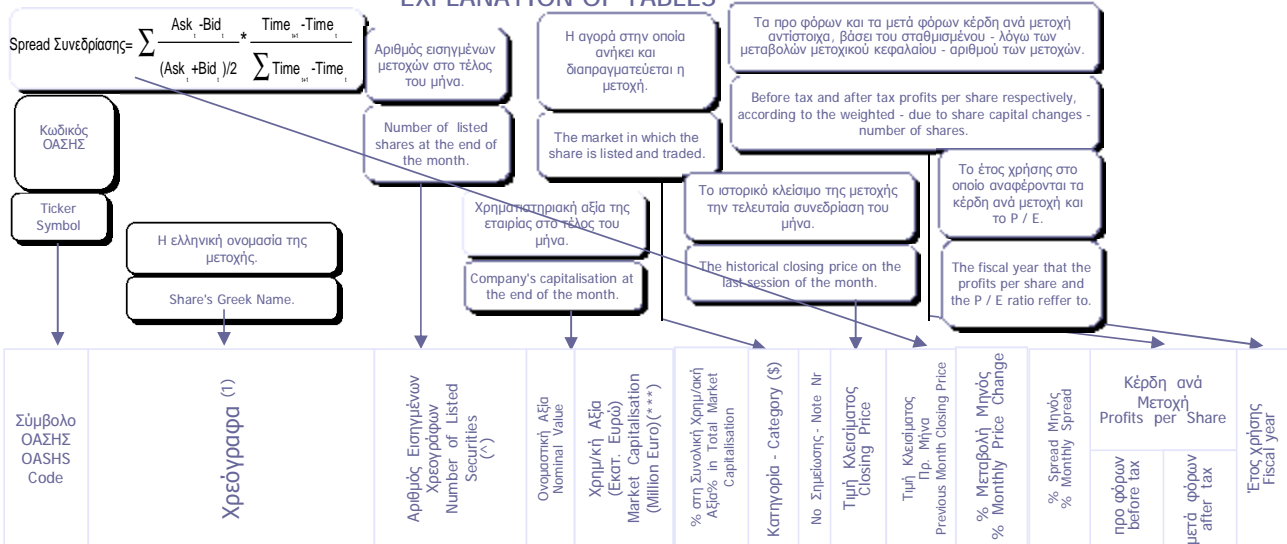 EXPLANATION OF TABLES
Spread Συνεδρίασης= ∑ Ask t -Bid t / (Ask t +Bid t )/2 * Time t+1 -Time t / ∑ Time t+1 -Time t
Αριθμός εισηγμένων
μετοχών στο τέλος
του μήνα.
Number of listed
shares at the end of
the month.
Η αγορά στην οποία
ανήκει και
διαπραγματεύεται η
μετοχή.
The market in which the
share is listed and traded.
Τα προ φόρων και τα μετά φόρων κέρδη ανά μετοχή
αντίστοιχα, βάσει του σταθμισμένου - λόγω των
μεταβολών μετοχικού κεφαλαίου - αριθμού των μετοχών.
Before tax and after tax profits per share respectively,
according to the weighted - due to share capital changes -
number of shares.
Κωδικός
ΟΑΣΗΣ
Ticker
Symbol
Η ελληνική ονομασία της
μετοχής.
Share's Greek Name.
Χρηματιστηριακή αξία της
εταιρίας στο τέλος του
μήνα.
Company's capitalisation at
the end of the month.
Το ιστορικό κλείσιμο της μετοχής
την τελευταία συνεδρίαση του
μήνα.
The historical closing price on the
last session of the month.
Το έτος χρήσης στο
οποίο αναφέρονται τα
κέρδη ανά μετοχή και
το P / E.
The fiscal year that the
profits per share and
the P / E ratio reffer to.
Σύμβολο
ΟΑΣΗΣ
OASHS
Code
Χρεόγραφα (1)
Αριθμός Εισηγμένων
Χρεογράφων
Number of Listed
Securities
(^)
Ονομαστική Αξία
Nominal Value
Χρημ/κή Αξία
(Εκατ. Ευρώ)
Market Capitalisation
(Million Euro)(***)
% στη Συνολική Χρημ/ακή
Αξία% in Total Market
Capitalisation
Κατηγορία - Category ($)
No Σημείωσης - Note Nr
Τιμή Κλεισίματος
Closing Price
Τιμή Κλεισίματος
Πρ. Μήνα
Previous Month Closing Price
% Μεταβολή Μηνός
% Monthly Price Change
% Spread Μηνός
% Monthly Spread
Κέρδη ανά
Μετοχή
Profits per Share
προ φόρων
before tax
μετά φόρων
after tax
Έτος χρήσης
Fiscal year